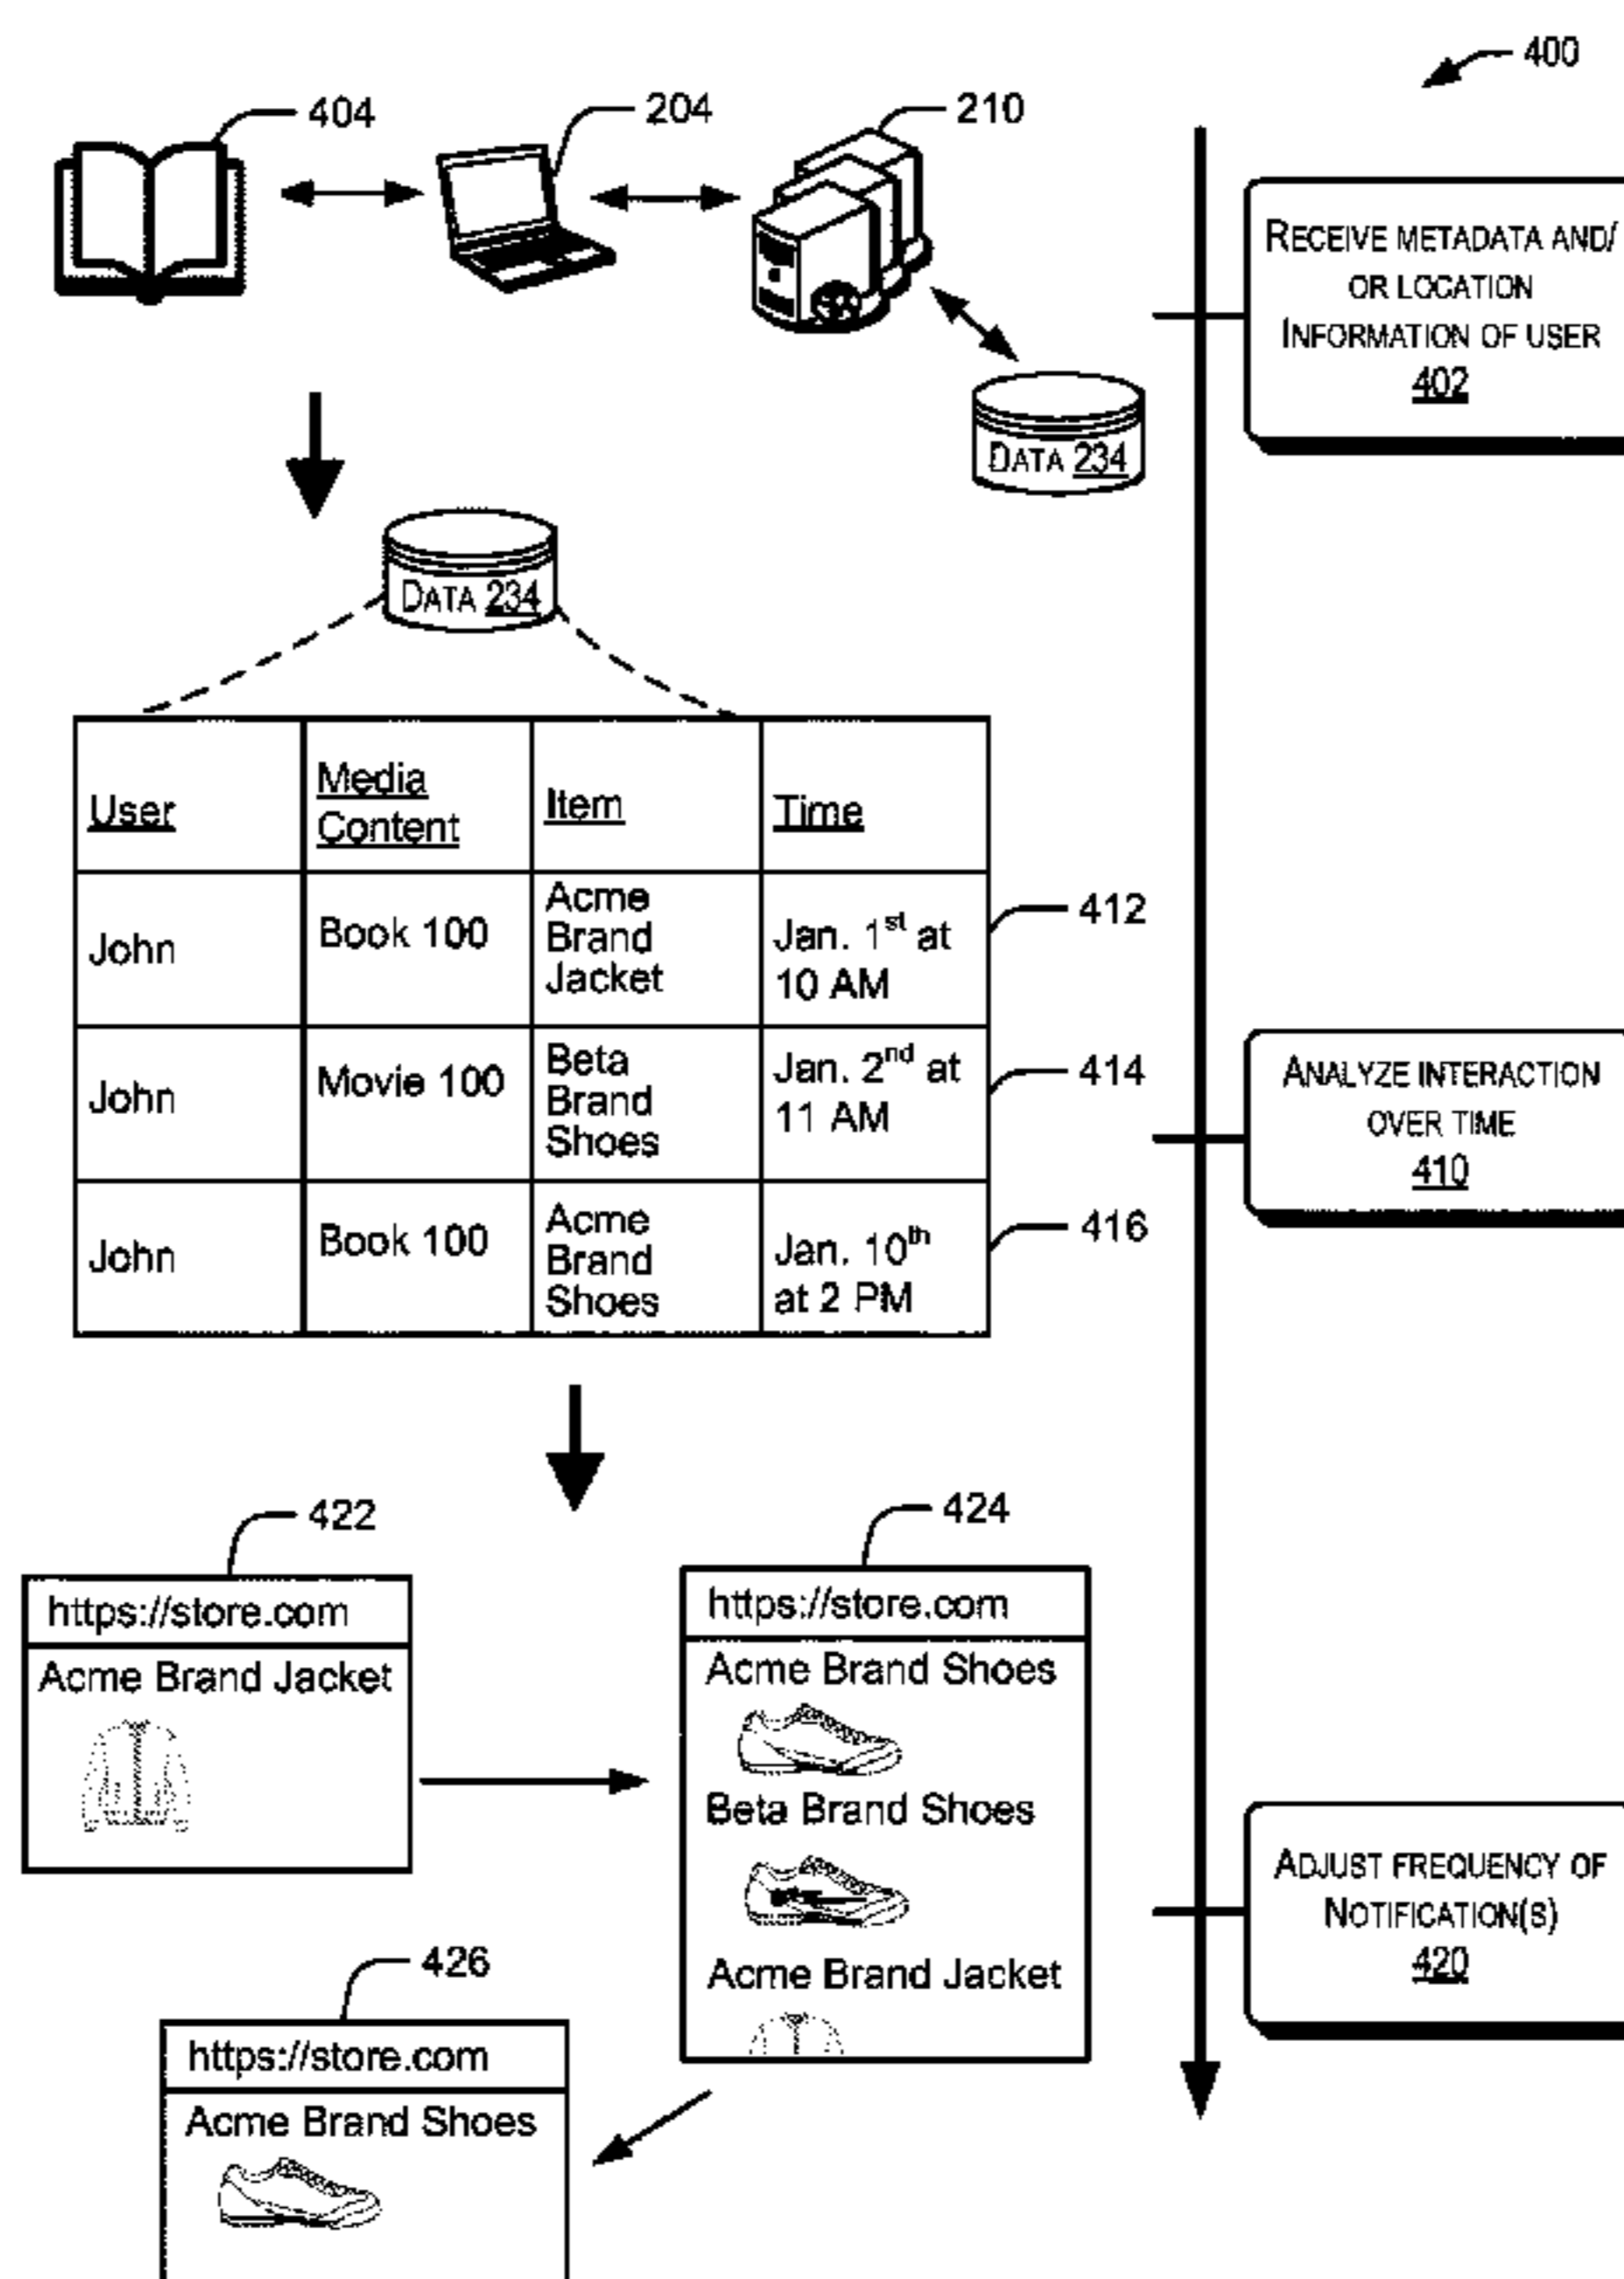 400
404
204
210
RECEIVE METADATA AND/
OR LOCATION
INFORMATION OF USER
402
DATA 234
DATA 234
User
Media
Content
Item
Time
John
Book 100
Acme
Brand
Jacket
Jan. 1st at
10 AM
412
John
Movie 100
Beta
Brand
Shoes
Jan. 2nd at
11 AM
414
ANALYZE INTERACTION
OVER TIME
410
John
Book 100
Acme
Brand
Shoes
Jan. 10th
at 2 PM
416
422
https://store.com
Acme Brand Jacket
424
https://store.com
Acme Brand Shoes
Beta Brand Shoes
Acme Brand Jacket
ADJUST FREQUENCY OF
NOTIFICATION(S)
420
426
https://store.com
Acme Brand Shoes